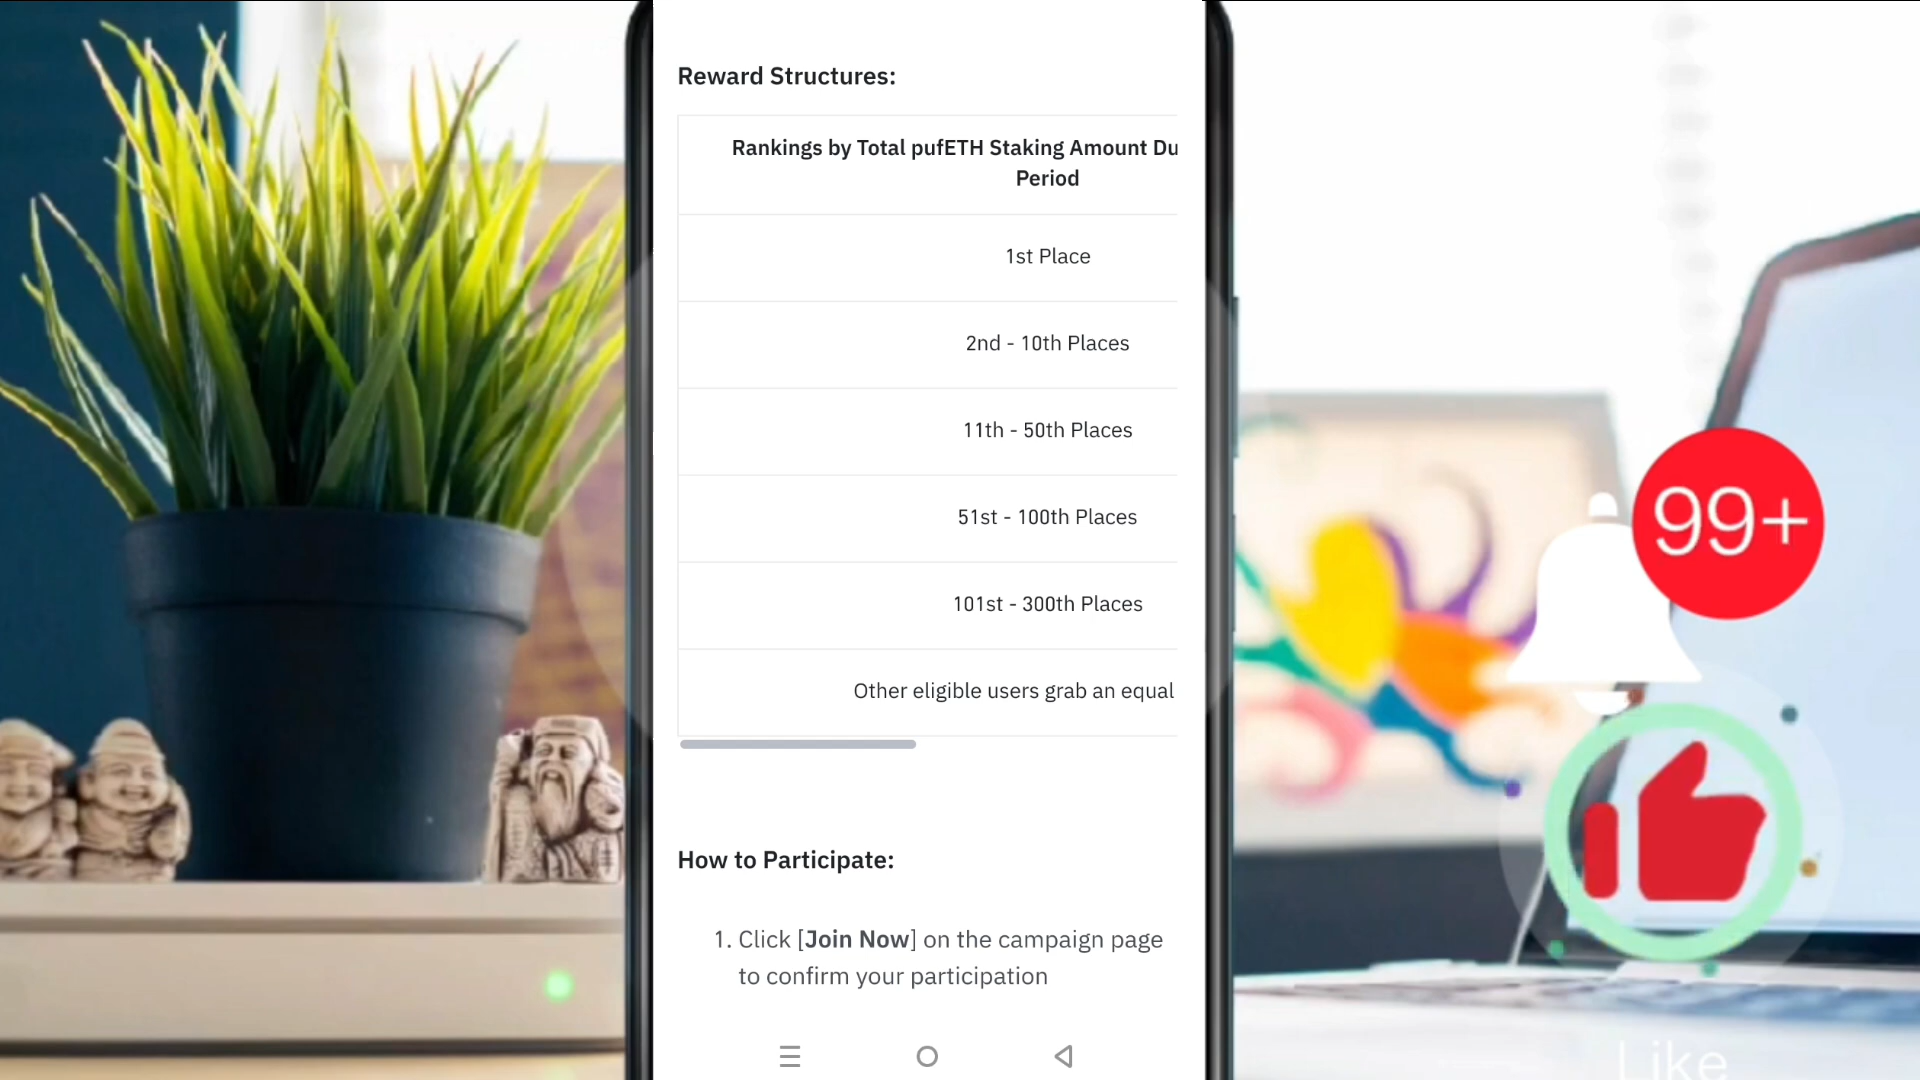 Reward Structures:
Rankings by Total pufETH Staking Amount Du
Period
1st Place
2nd - 10th Places
11th - 50th Places
51st - 100th Places
101st - 300th Places
Other eligible users grab an equal
How to Participate:
1. Click [Join Now] on the campaign page
to confirm your participation
99+
Like